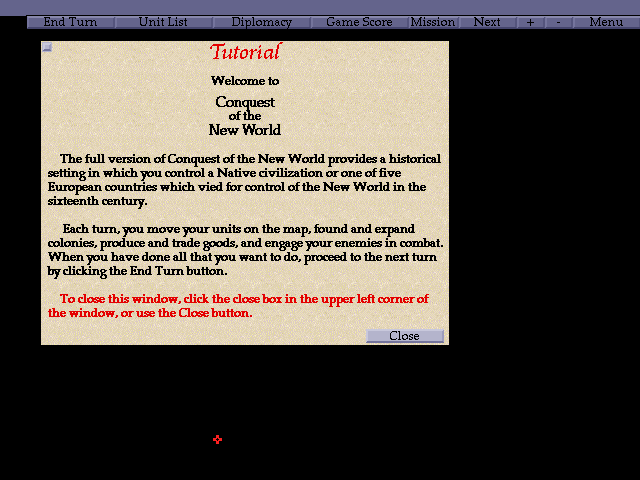 End Turn Unit List Diplomacy Game Score Mission Next + - Menu
Tutorial
Welcome to
Conquest
of the
New World
The full version of Conquest of the New World provides a historical
setting in which you control a Native civilization or one of five
European countries which vied for control of the New World in the
sixteenth century.
Each turn, you move your units on the map, found and expand
colonies, produce and trade goods, and engage your enemies in combat.
When you have done all that you want to do, proceed to the next turn
by clicking the End Turn button.
To close this window, click the close box in the upper left corner of
the window, or use the Close button.
Close